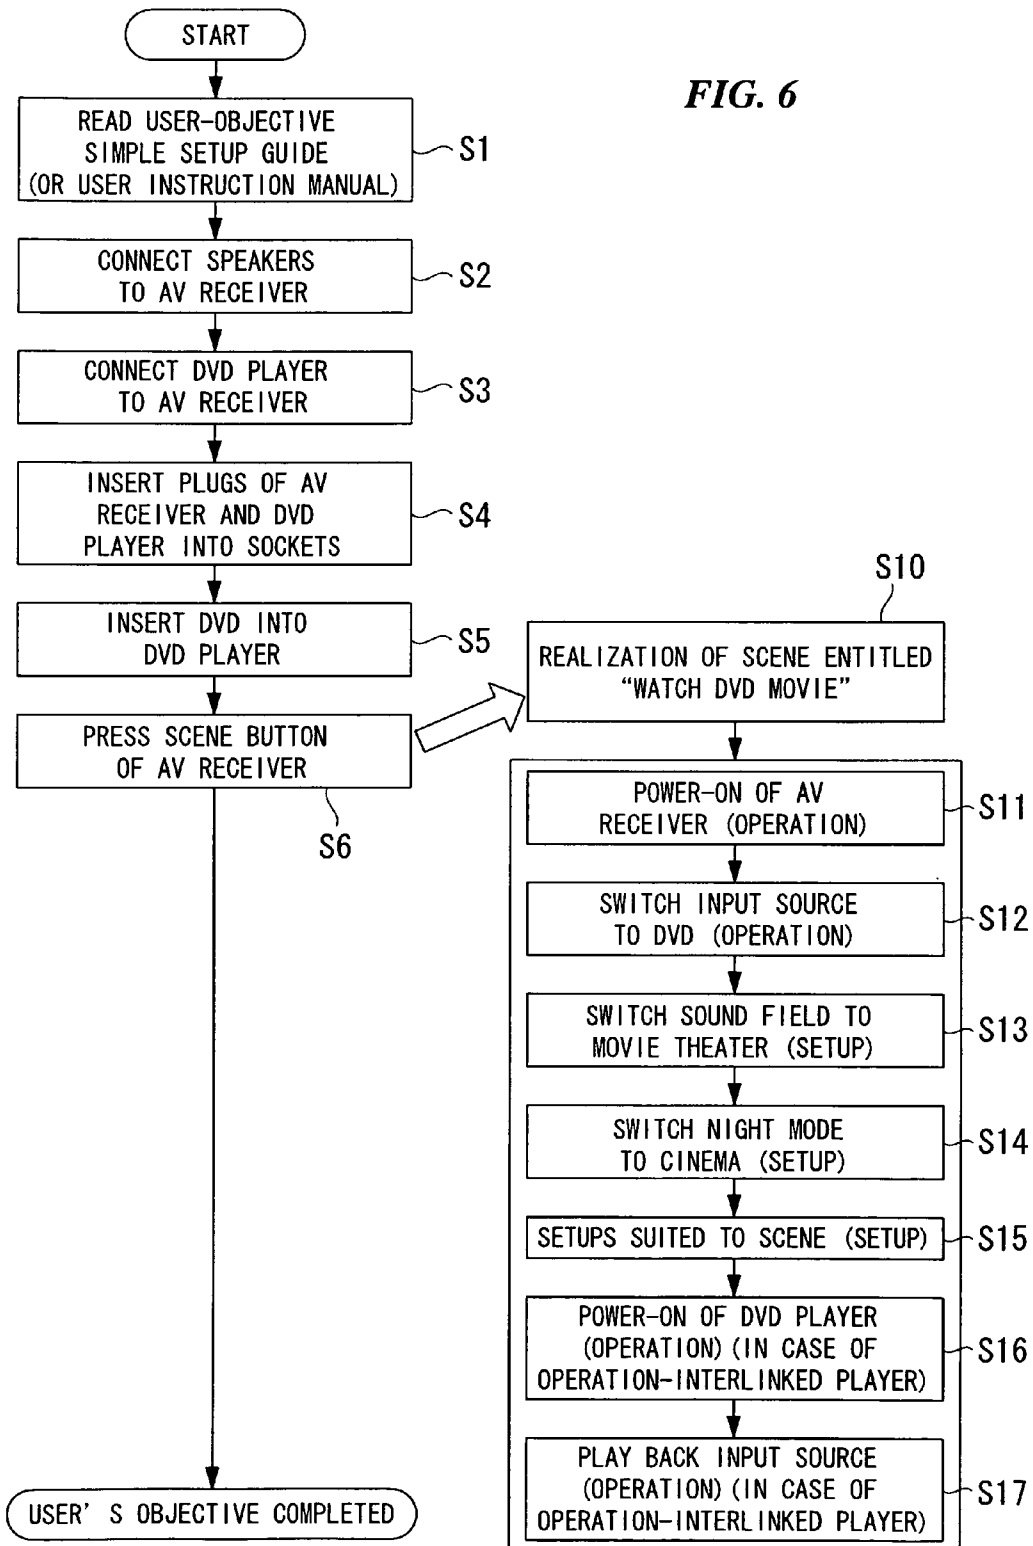 FIG. 6
START
READ USER-OBJECTIVE
SIMPLE SETUP GUIDE
(OR USER INSTRUCTION MANUAL)
S1
CONNECT SPEAKERS
TO AV RECEIVER
S2
CONNECT DVD PLAYER
TO AV RECEIVER
S3
INSERT PLUGS OF AV
RECEIVER AND DVD
PLAYER INTO SOCKETS
S4
INSERT DVD INTO
DVD PLAYER
S5
PRESS SCENE BUTTON
OF AV RECEIVER
S6
USER'S OBJECTIVE COMPLETED
S10
REALIZATION OF SCENE ENTITLED
“WATCH DVD MOVIE”
POWER-ON OF AV
RECEIVER (OPERATION)
S11
SWITCH INPUT SOURCE
TO DVD (OPERATION)
S12
SWITCH SOUND FIELD TO
MOVIE THEATER (SETUP)
S13
SWITCH NIGHT MODE
TO CINEMA (SETUP)
S14
SETUPS SUITED TO SCENE (SETUP)
S15
POWER-ON OF DVD PLAYER
(OPERATION) (IN CASE OF
OPERATION-INTERLINKED PLAYER)
S16
PLAY BACK INPUT SOURCE
(OPERATION) (IN CASE OF
OPERATION-INTERLINKED PLAYER)
S17